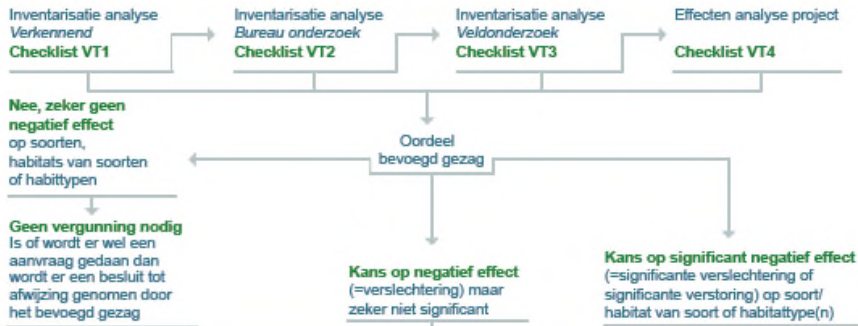 Inventarisatie analyse
Verkennend
Checklist VT1
Inventarisatie analyse
Bureau onderzoek
Checklist VT2
Inventarisatie analyse
Veldonderzoek
Checklist VT3
Effecten analyse project
Checklist VT4
Nee, zeker geen
negatief effect
op soorten,
habitats van soorten
of habittypen
Oordeel
bevoegd gezag
Geen vergunning nodig
Is of wordt er wel een
aanvraag gedaan dan
wordt er een besluit tot
afwijzing genomen door
het bevoegd gezag
Kans op negatief effect
(=verslechtering) maar
zeker niet significant
Kans op significant negatief effect
(=significante verslechtering of
significante verstoring) op soort/
habitat van soort of habitattype(n)